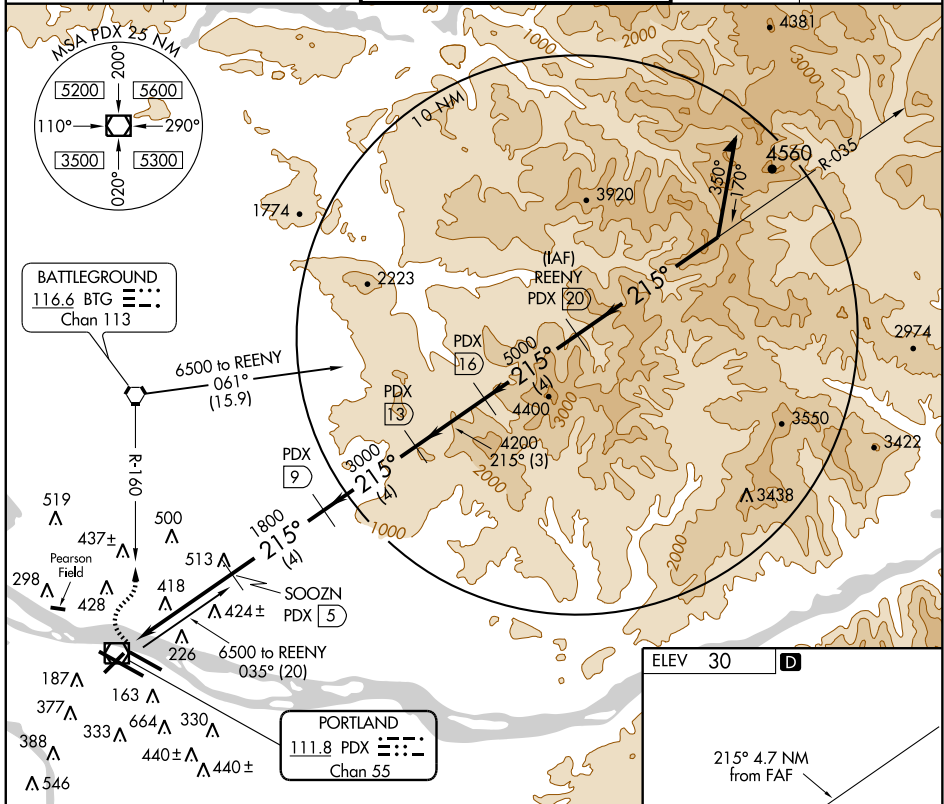 MSA PDX 25 NM
200°
5200
5600
110°
290°
3500
5300
020°
4381
1000
2000
3000
10 NM
4560
R-035
350°
170°
3920
1774
(IAF)
REENY
PDX 20
215°
2223
BATTLEGROUND
116.6 BTG
Chan 113
6500 to REENY
061°
(15.9)
PDX
16
5000
215°
(4)
2974
PDX
13
4400
3000
3550
3422
4200
215° (3)
2000
R-160
PDX
9
3000
215°
(4)
3438
1000
2000
519
500
1800
215°
(4)
437±
Pearson
Field
513
298
428
418
SOOZN
PDX 5
424±
226
6500 to REENY
035° (20)
ELEV 30 D
187
163
377
333
664
330
PORTLAND
111.8 PDX
Chan 55
388
440±
440±
546
215° 4.7 NM
from FAF